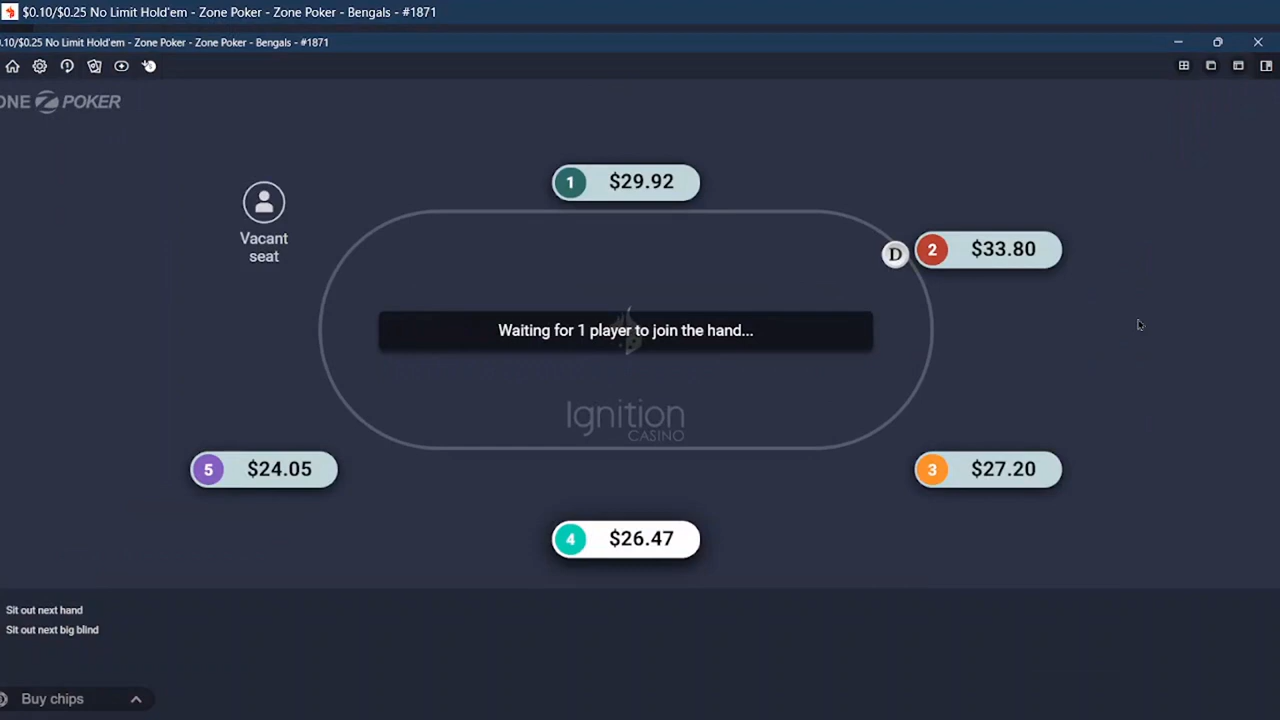 $0.10/$0.25 No Limit Hold'em - Zone Poker - Zone Poker - Bengals - #1871
.10/$0.25 No Limit Hold'em - Zone Poker - Zone Poker - Bengals - #1871
ONE Z POKER
1 $29.92
Vacant
seat
D
2 $33.80
Waiting for 1 player to join the hand...
Ignition
CASINO
5 $24.05
3 $27.20
4 $26.47
Sit out next hand
Sit out next big blind
Buy chips